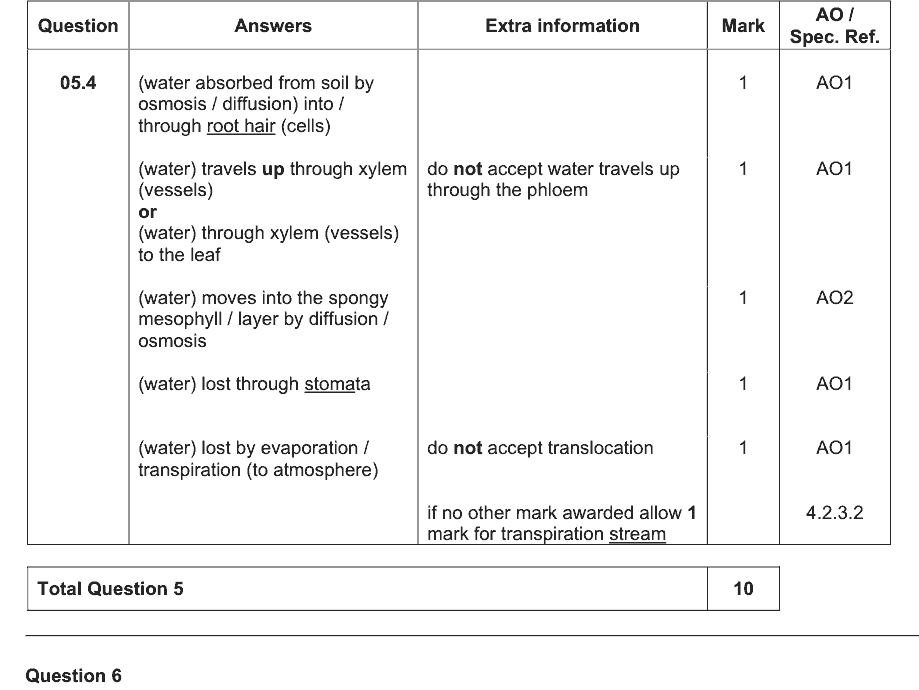 Question Answers Extra information Mark AO / Spec. Ref.
05.4 (water absorbed from soil by 1 AO1
osmosis / diffusion) into /
through root hair (cells)
(water) travels up through xylem do not accept water travels up 1 AO1
(vessels) through the phloem
or
(water) through xylem (vessels)
to the leaf
(water) moves into the spongy 1 AO2
mesophyll / layer by diffusion /
osmosis
(water) lost through stomata 1 AO1
(water) lost by evaporation / do not accept translocation 1 AO1
transpiration (to atmosphere)
if no other mark awarded allow 1 4.2.3.2
mark for transpiration stream
Total Question 5 10
Question 6